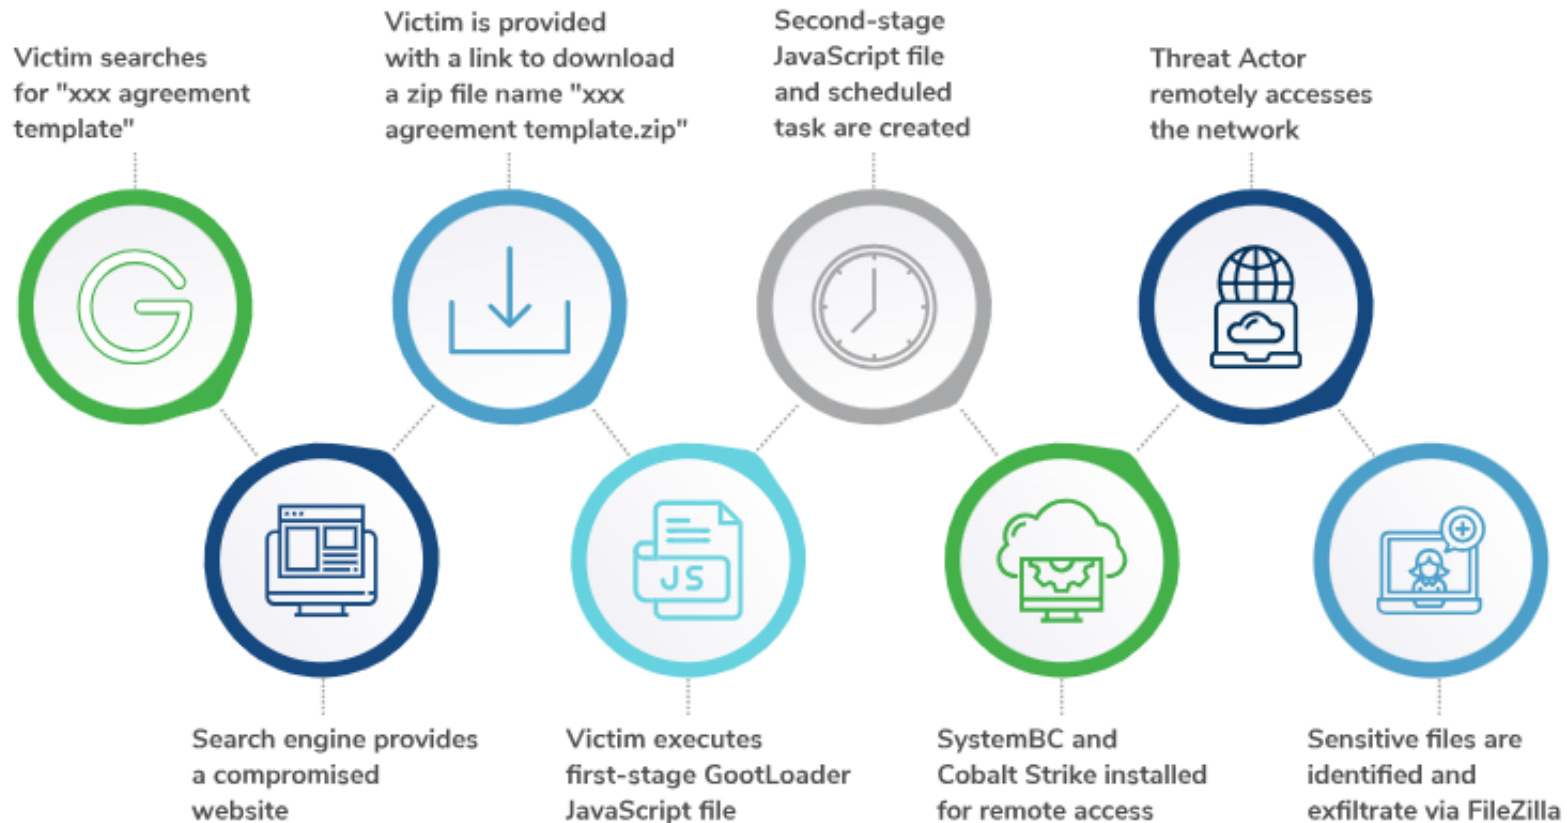 Victim searches
for "xxx agreement
template"
Search engine provides
a compromised
website
Victim is provided
with a link to download
a zip file name "xxx
agreement template.zip"
Victim executes
first-stage GootLoader
JavaScript file
JS
Second-stage
JavaScript file
and scheduled
task are created
SystemBC and
Cobalt Strike installed
for remote access
Threat Actor
remotely accesses
the network
Sensitive files are
identified and
exfiltrate via FileZilla